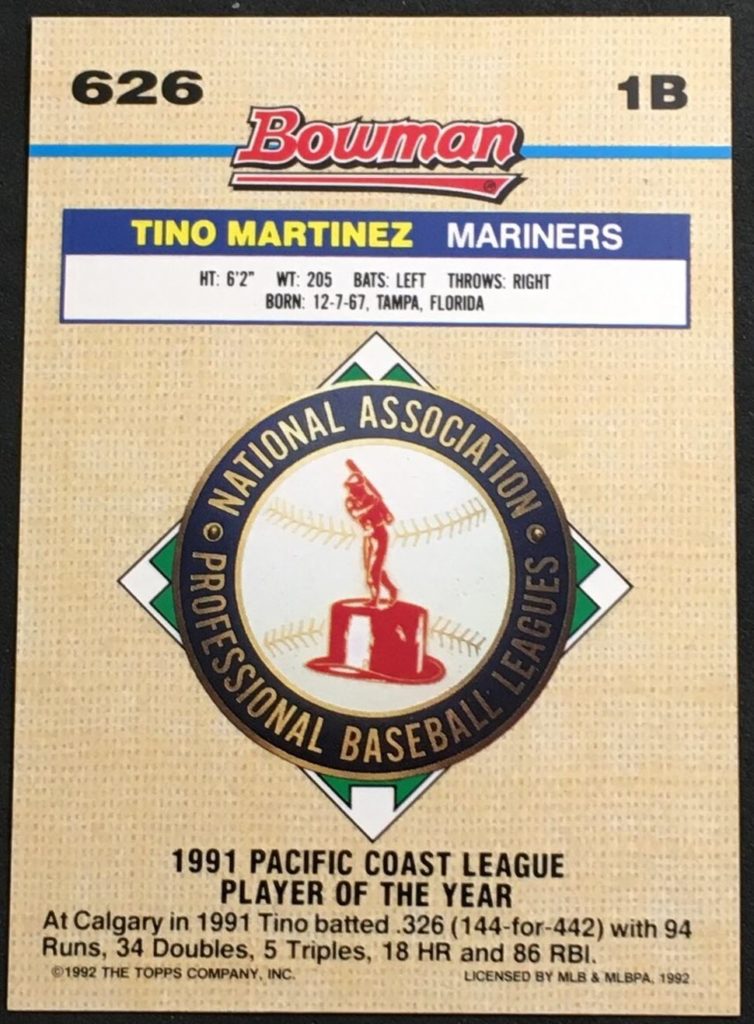 626
1B
Bowman
®
TINO MARTINEZ MARINERS
HT: 6'2" WT: 205 BATS: LEFT THROWS: RIGHT
BORN: 12-7-67, TAMPA, FLORIDA
NATIONAL ASSOCIATION
PROFESSIONAL BASEBALL LEAGUES
1991 PACIFIC COAST LEAGUE
PLAYER OF THE YEAR
At Calgary in 1991 Tino batted .326 (144-for-442) with 94
Runs, 34 Doubles, 5 Triples, 18 HR and 86 RBI.
©1992 THE TOPPS COMPANY, INC. LICENSED BY MLB & MLBPA, 1992